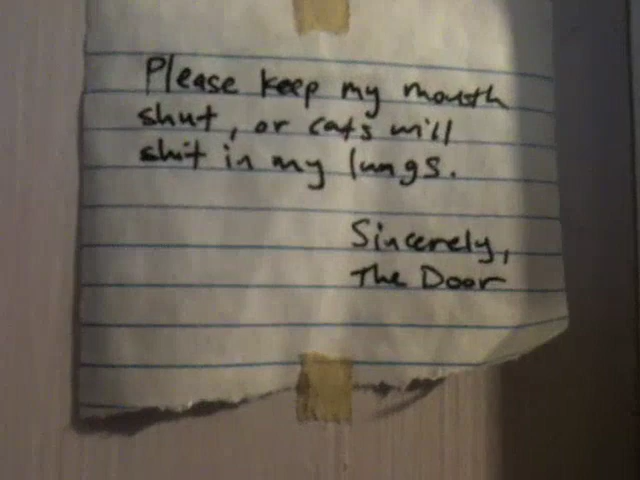 Please keep my mouth
shut, or cats will
shit in my lungs.
Sincerely,
The Door